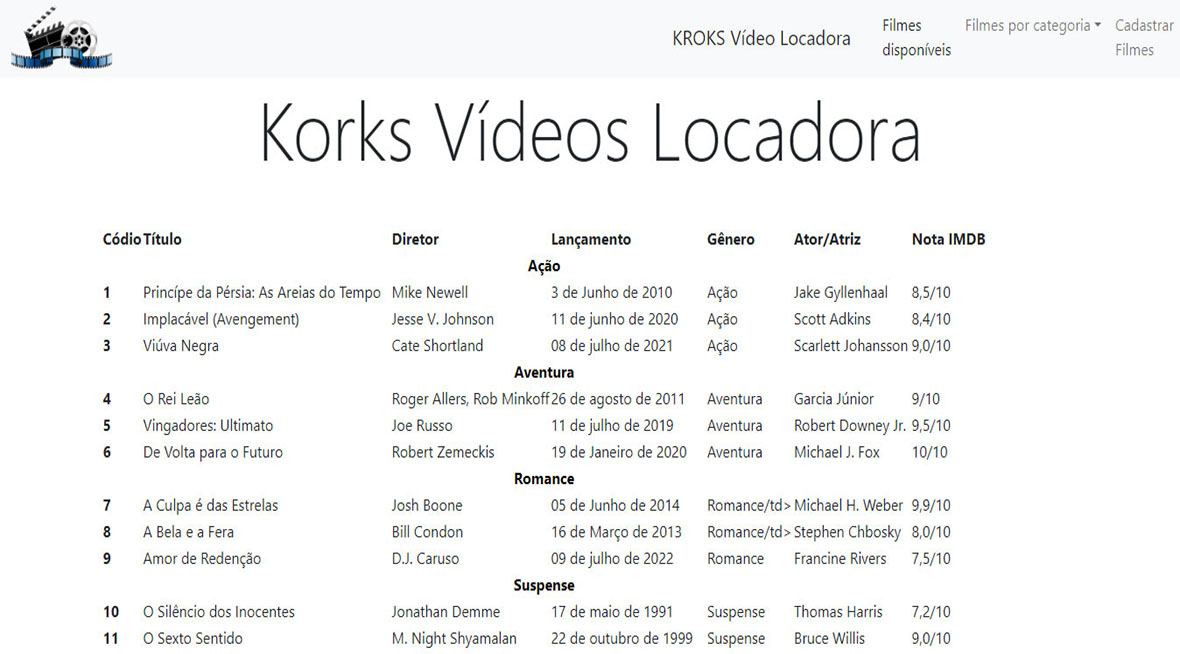 KROKS Vídeo Locadora
Filmes disponíveis
Filmes por categoria
Cadastrar Filmes
Korks Vídeos Locadora
Códio Título Diretor Lançamento Gênero Ator/Atriz Nota IMDB
Ação
1 Princípe da Pérsia: As Areias do Tempo Mike Newell 3 de Junho de 2010 Ação Jake Gyllenhaal 8,5/10
2 Implacável (Avengement) Jesse V. Johnson 11 de junho de 2020 Ação Scott Adkins 8,4/10
3 Viúva Negra Cate Shortland 08 de julho de 2021 Ação Scarlett Johansson 9,0/10
Aventura
4 O Rei Leão Roger Allers, Rob Minkoff 26 de agosto de 2011 Aventura Garcia Júnior 9/10
5 Vingadores: Ultimato Joe Russo 11 de julho de 2019 Aventura Robert Downey Jr. 9,5/10
6 De Volta para o Futuro Robert Zemeckis 19 de Janeiro de 2020 Aventura Michael J. Fox 10/10
Romance
7 A Culpa é das Estrelas Josh Boone 05 de Junho de 2014 Romance/td> Michael H. Weber 9,9/10
8 A Bela e a Fera Bill Condon 16 de Março de 2013 Romance/td> Stephen Chbosky 8,0/10
9 Amor de Redenção D.J. Caruso 09 de julho de 2022 Romance Francine Rivers 7,5/10
Suspense
10 O Silêncio dos Inocentes Jonathan Demme 17 de maio de 1991 Suspense Thomas Harris 7,2/10
11 O Sexto Sentido M. Night Shyamalan 22 de outubro de 1999 Suspense Bruce Willis 9,0/10